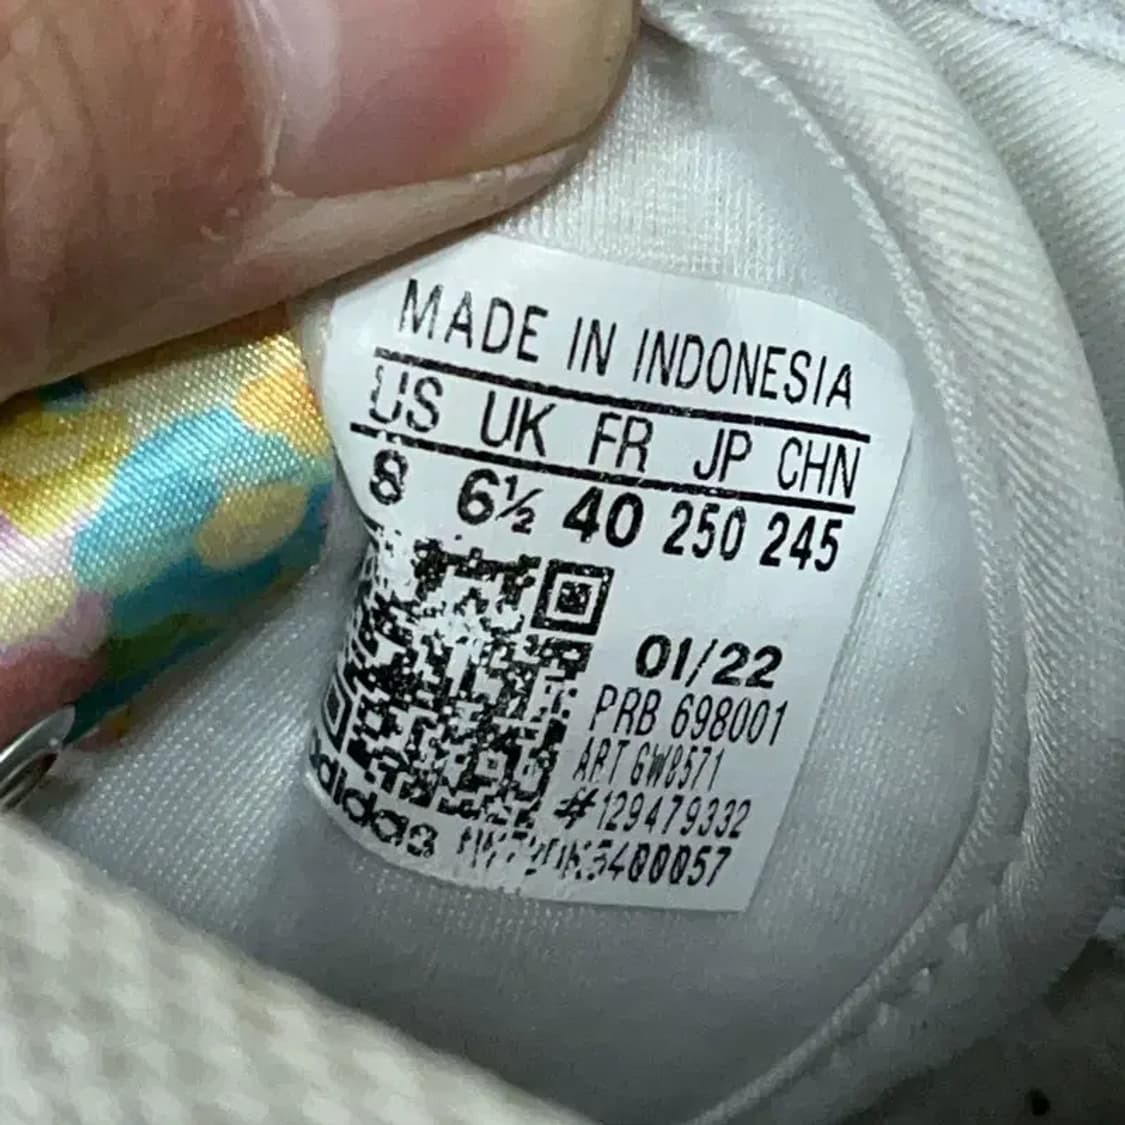 MADE IN INDONESIA
US UK FR JP CHN
8 6½ 40 250 245
01/22
PRB 698001
ART GW8571
#129479332
adidas